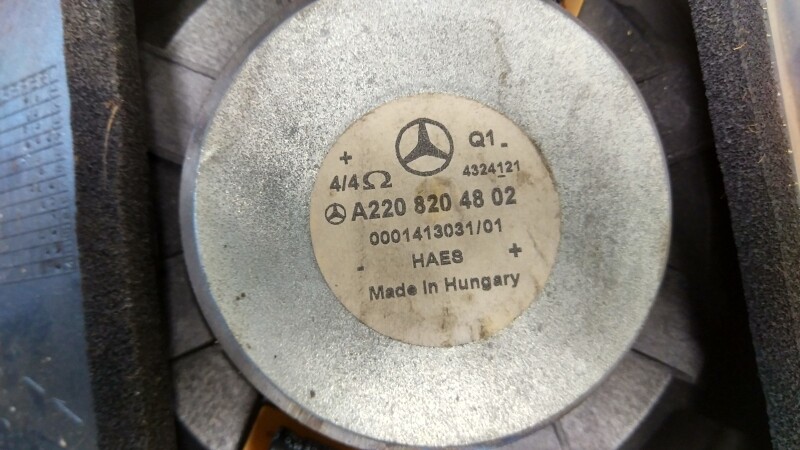 Q1
+ -
4/4Ω 4324121
A220 820 48 02
0001413031/01
- HAES +
Made in Hungary